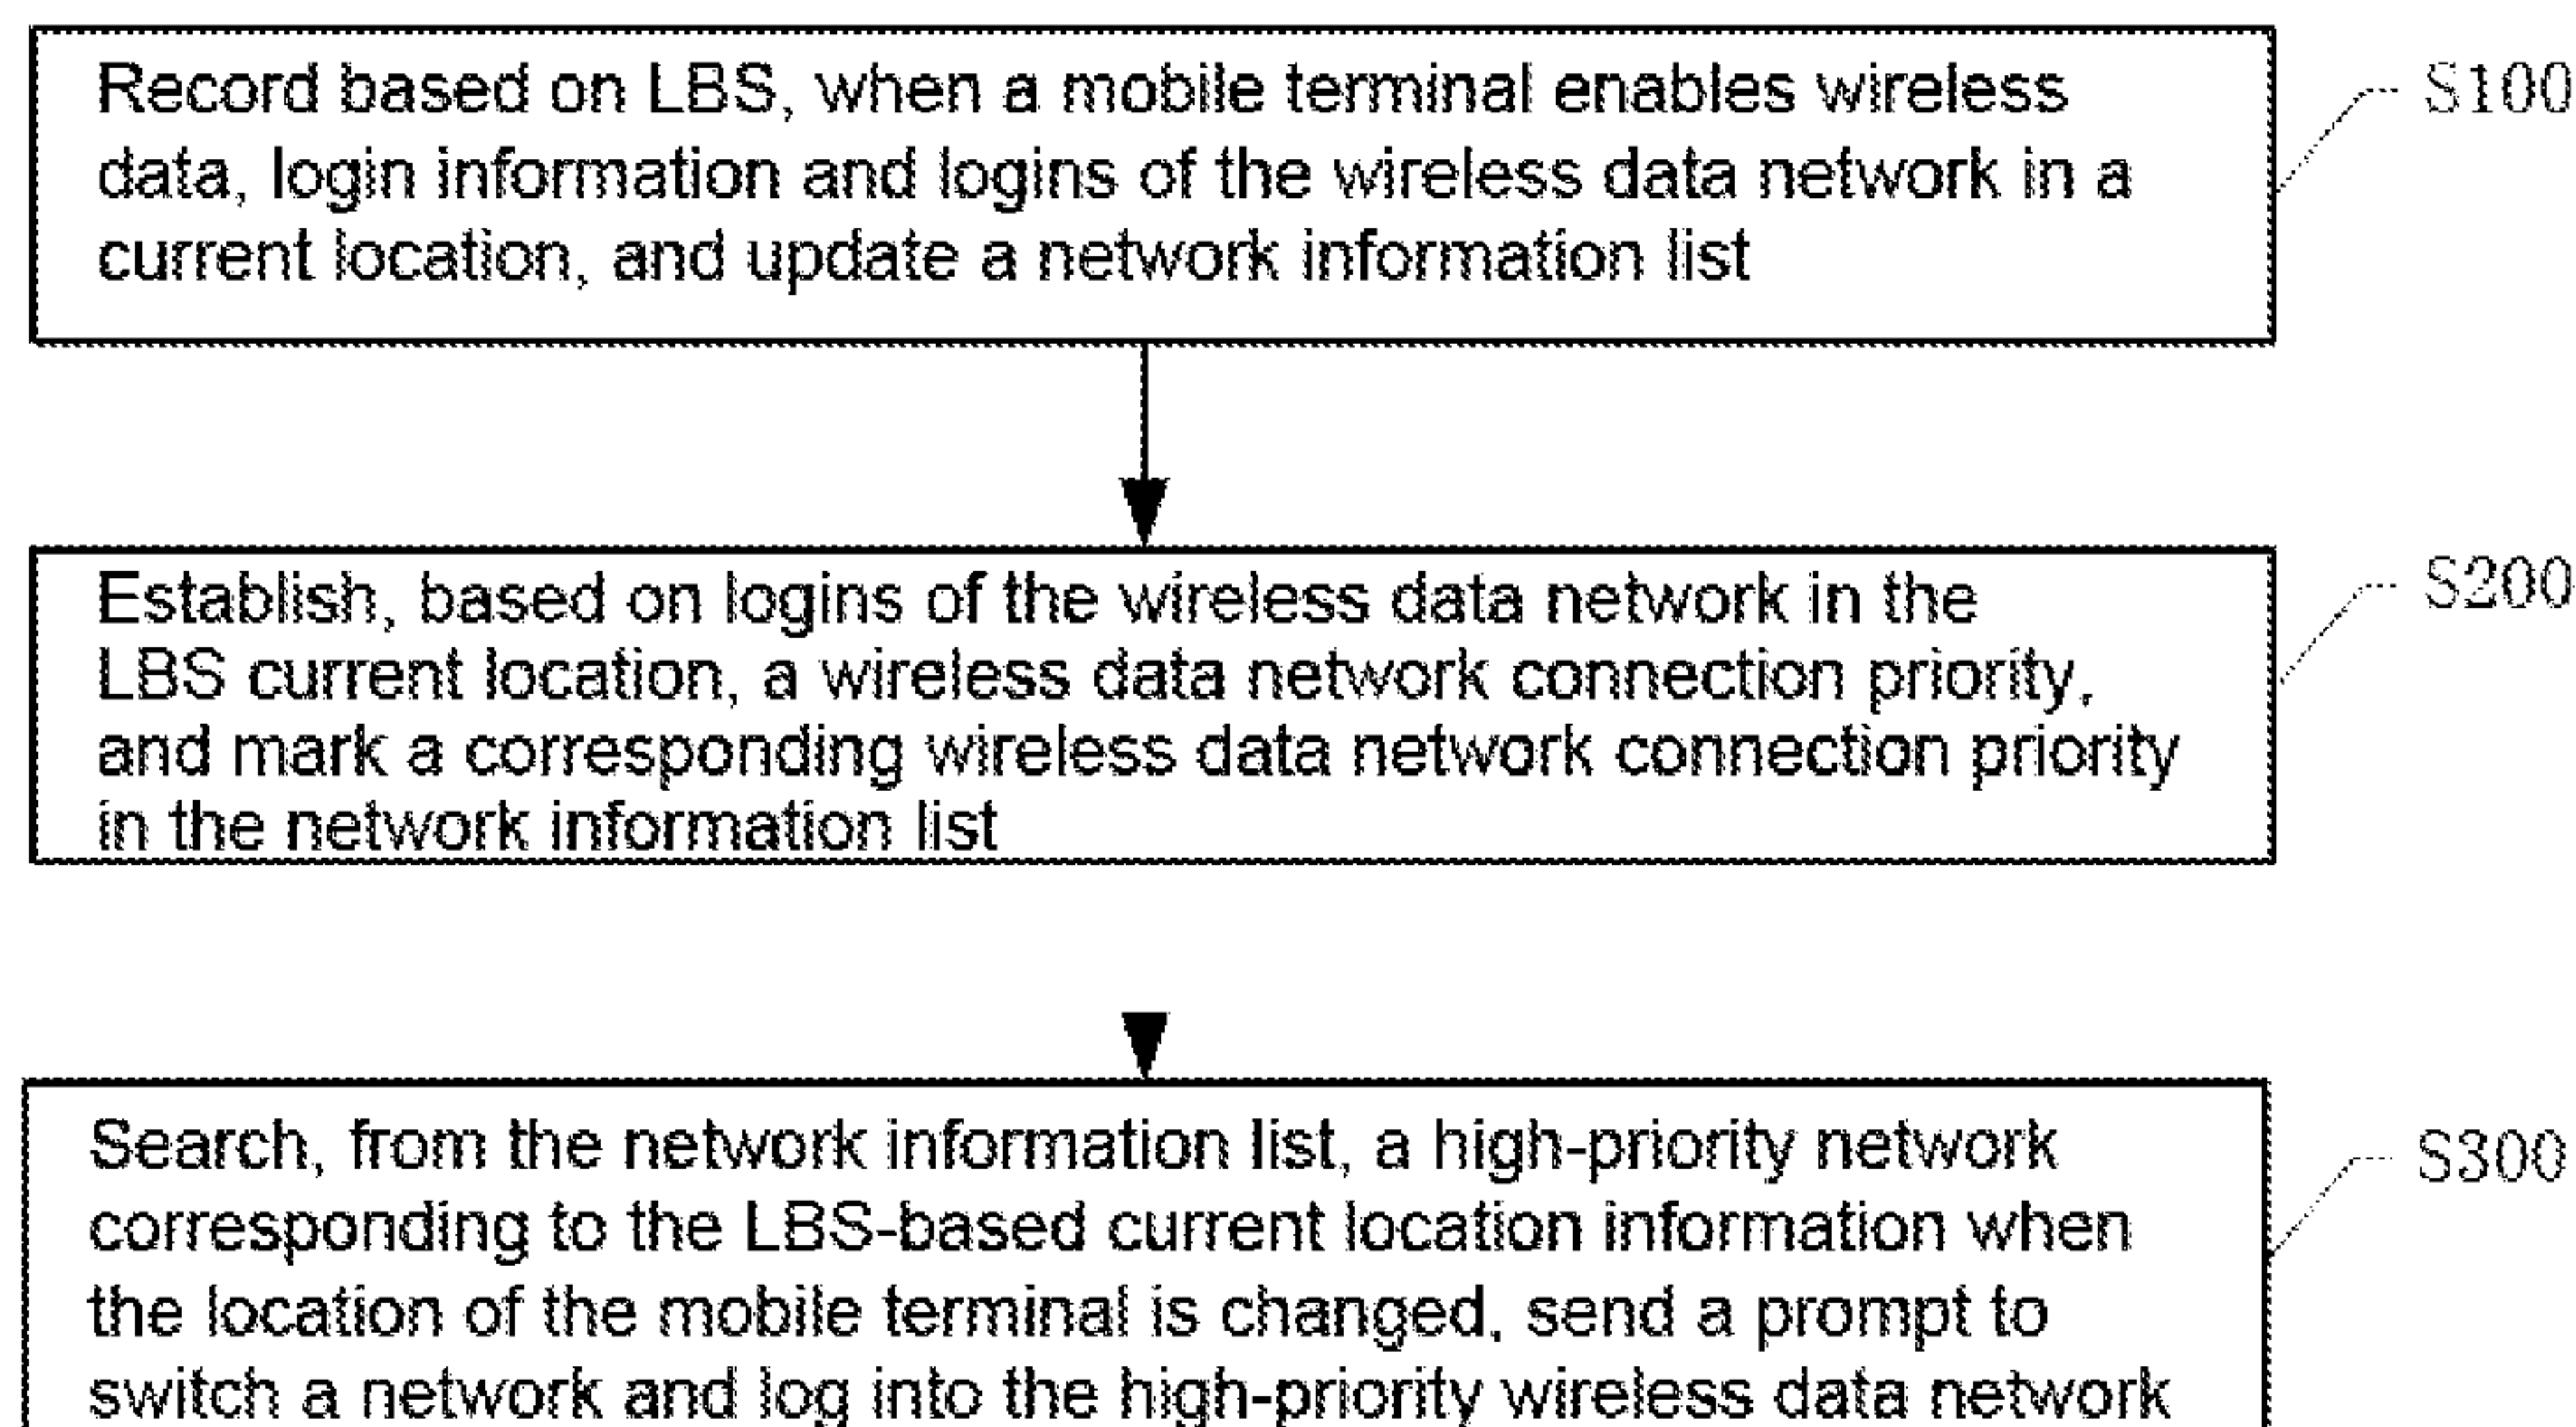 Record based on LBS, when a mobile terminal enables wireless
data, login information and logins of the wireless data network in a
current location, and update a network information list
S100
Establish, based on logins of the wireless data network in the
LBS current location, a wireless data network connection priority,
and mark a corresponding wireless data network connection priority
in the network information list
S200
Search, from the network information list, a high-priority network
corresponding to the LBS-based current location information when
the location of the mobile terminal is changed, send a prompt to
switch a network and log into the high-priority wireless data network
S300